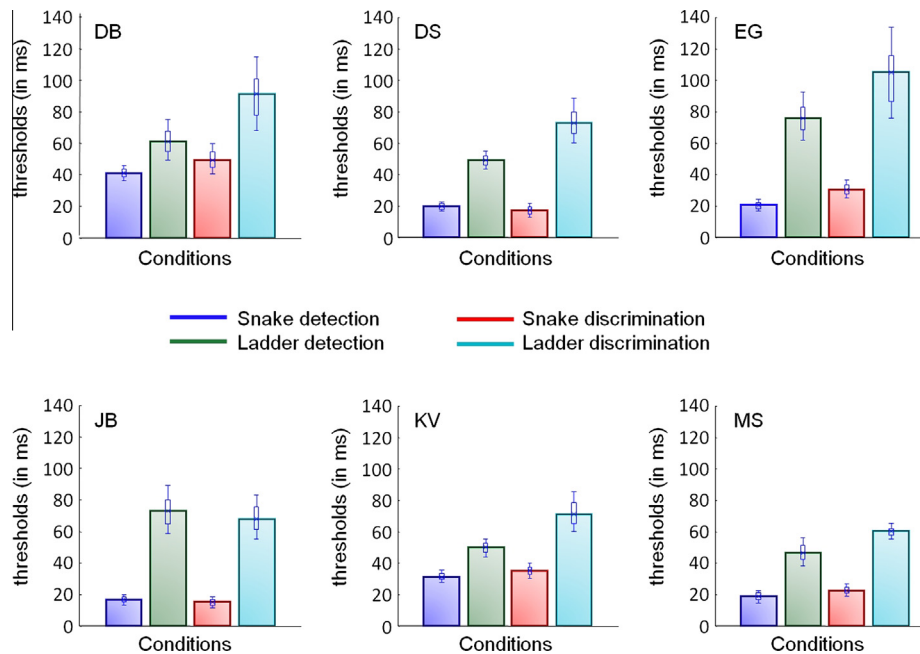 DB
thresholds (in ms)
140
120
100
80
60
40
20
0
Conditions
DS
thresholds (in ms)
140
120
100
80
60
40
20
0
Conditions
EG
thresholds (in ms)
140
120
100
80
60
40
20
0
Conditions
Snake detection
Snake discrimination
Ladder detection
Ladder discrimination
JB
thresholds (in ms)
140
120
100
80
60
40
20
0
Conditions
KV
thresholds (in ms)
140
120
100
80
60
40
20
0
Conditions
MS
thresholds (in ms)
140
120
100
80
60
40
20
0
Conditions